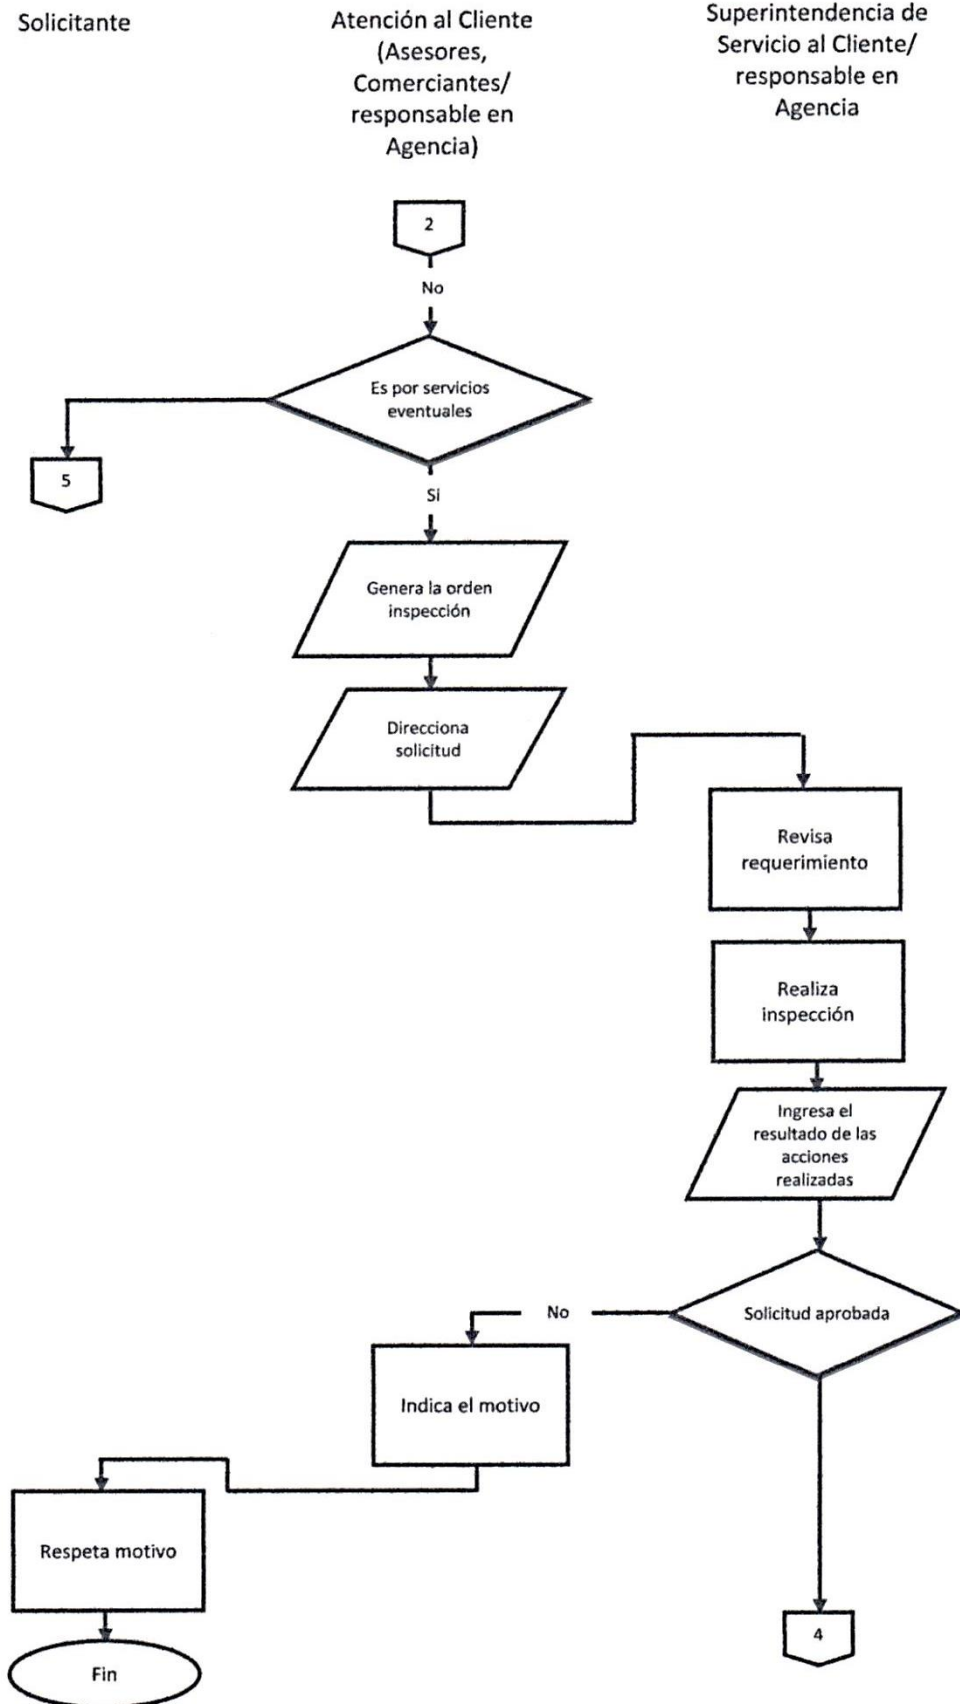 Solicitante
Atención al Cliente
(Asesores,
Comerciantes/
responsable en
Agencia)
Superintendencia de
Servicio al Cliente/
responsable en
Agencia
2
No
Es por servicios
eventuales
5
Si
Genera la orden
inspección
Direcciona
solicitud
Revisa
requerimiento
Realiza
inspección
Ingresa el
resultado de las
acciones
realizadas
Solicitud aprobada
No
Indica el motivo
Respeta motivo
4
Fin